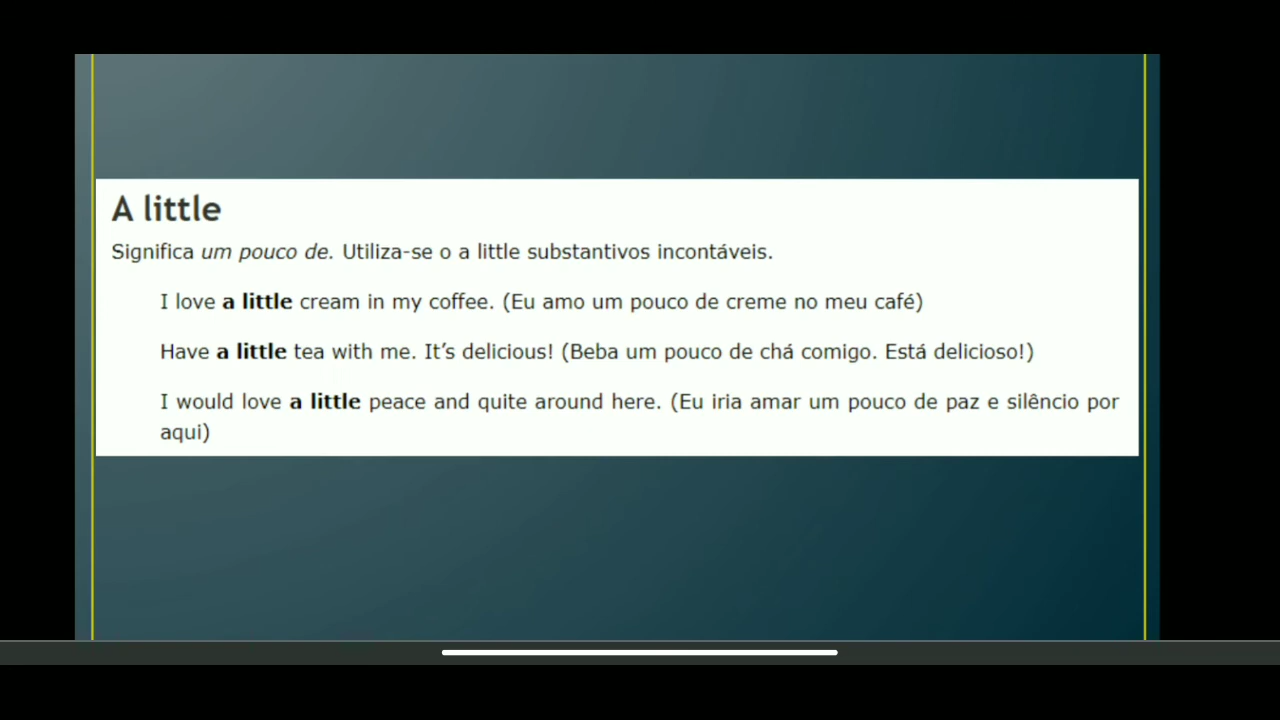 A little
Significa um pouco de. Utiliza-se o a little substantivos incontáveis.
I love a little cream in my coffee. (Eu amo um pouco de creme no meu café)
Have a little tea with me. It’s delicious! (Beba um pouco de chá comigo. Está delicioso!)
I would love a little peace and quite around here. (Eu iria amar um pouco de paz e silêncio por
aqui)